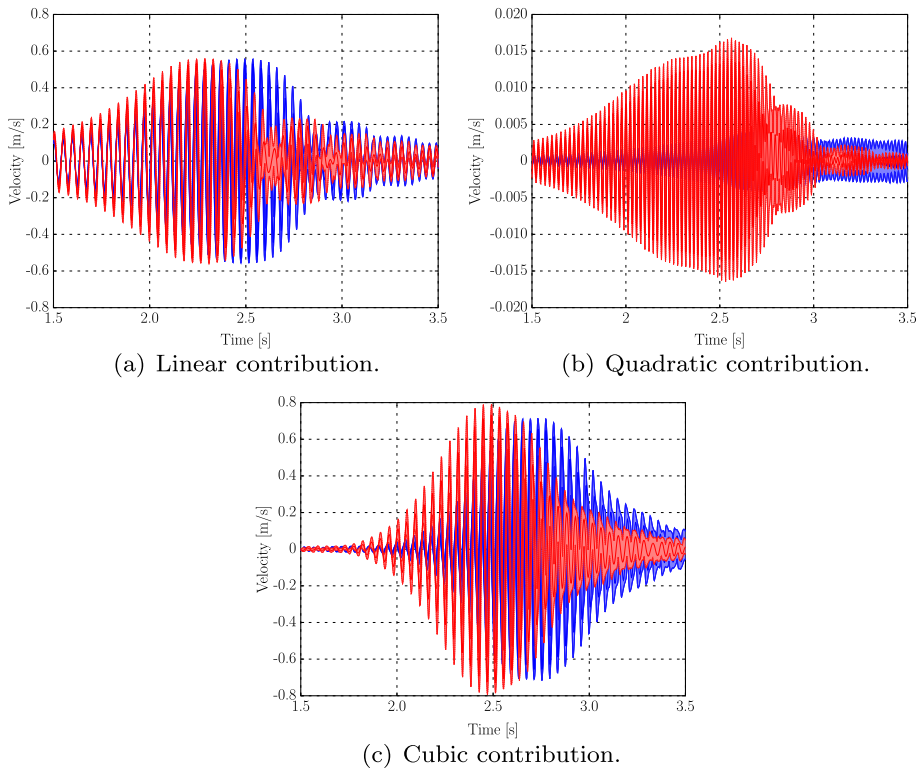 0.8
0.6
0.4
0.2
0
-0.2
-0.4
-0.6
-0.8
Velocity [m/s]
1.5 2.0 2.5 3.0 3.5
Time [s]
(a) Linear contribution.
0.020
0.015
0.010
0.005
0
-0.005
-0.010
-0.015
-0.020
Velocity [m/s]
1.5 2 2.5 3 3.5
Time [s]
(b) Quadratic contribution.
0.8
0.6
0.4
0.2
0
-0.2
-0.4
-0.6
-0.8
Velocity [m/s]
1.5 2.0 2.5 3.0 3.5
Time [s]
(c) Cubic contribution.